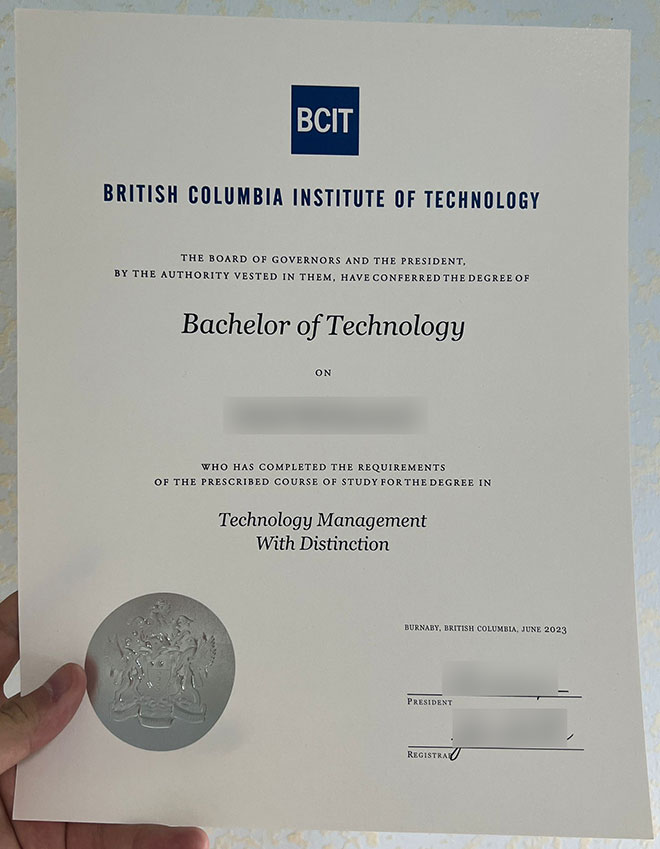 BCIT
BRITISH COLUMBIA INSTITUTE OF TECHNOLOGY
THE BOARD OF GOVERNORS AND THE PRESIDENT,
BY THE AUTHORITY VESTED IN THEM, HAVE CONFERRED THE DEGREE OF
Bachelor of Technology
ON
WHO HAS COMPLETED THE REQUIREMENTS
OF THE PRESCRIBED COURSE OF STUDY FOR THE DEGREE IN
Technology Management
With Distinction
BURNABY, BRITISH COLUMBIA, JUNE 2023
PRESIDENT
REGISTRAR